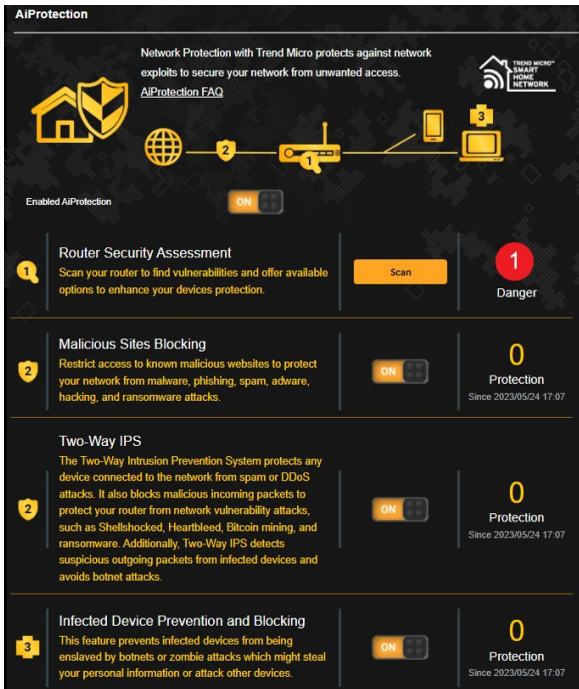 AiProtection
Network Protection with Trend Micro protects against network
exploits to secure your network from unwanted access.
AiProtection FAQ
TREND MICRO™
SMART
HOME
NETWORK
3
2
1
Enabled AiProtection
ON
1
Router Security Assessment
Scan your router to find vulnerabilities and offer available
options to enhance your devices protection.
Scan
1
Danger
2
Malicious Sites Blocking
Restrict access to known malicious websites to protect
your network from malware, phishing, spam, adware,
hacking, and ransomware attacks.
ON
0
Protection
Since 2023/05/24 17:07
2
Two-Way IPS
The Two-Way Intrusion Prevention System protects any
device connected to the network from spam or DDoS
attacks. It also blocks malicious incoming packets to
protect your router from network vulnerability attacks,
such as Shellshocked, Heartbleed, Bitcoin mining, and
ransomware. Additionally, Two-Way IPS detects
suspicious outgoing packets from infected devices and
avoids botnet attacks.
ON
0
Protection
Since 2023/05/24 17:07
3
Infected Device Prevention and Blocking
This feature prevents infected devices from being
enslaved by botnets or zombie attacks which might steal
your personal information or attack other devices.
ON
0
Protection
Since 2023/05/24 17:07